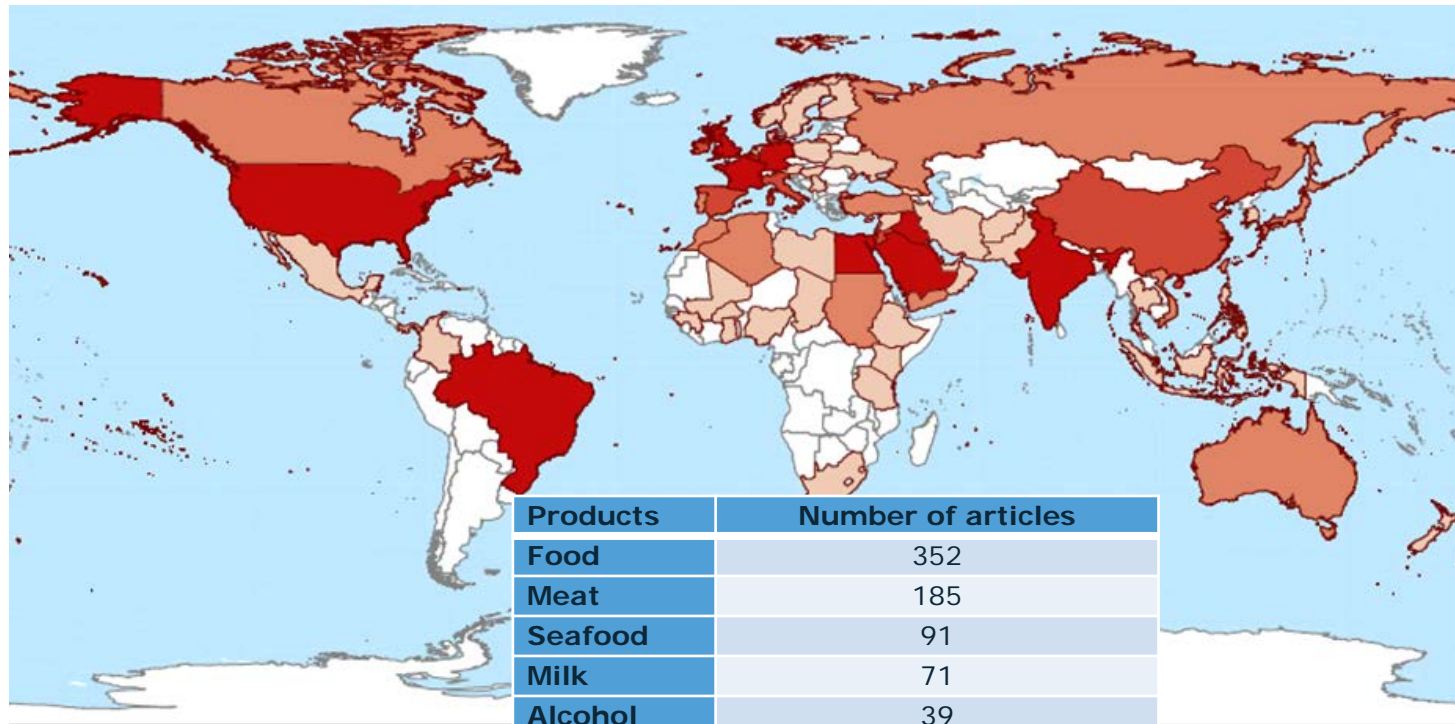 Products Number of articles
Food 352
Meat 185
Seafood 91
Milk 71
Alcohol 39